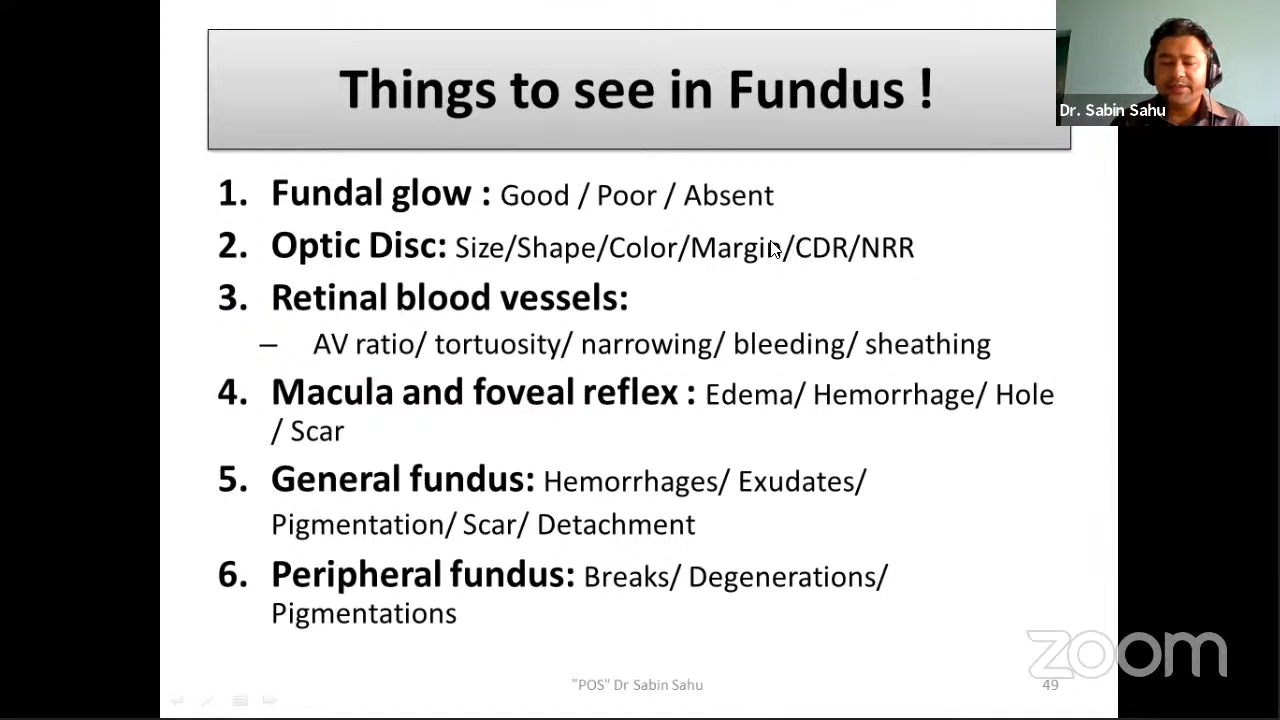 Things to see in Fundus !
Dr. Sabin Sahu
1. Fundal glow : Good / Poor / Absent
2. Optic Disc: Size/Shape/Color/Margin/CDR/NRR
3. Retinal blood vessels:
– AV ratio/ tortuosity/ narrowing/ bleeding/ sheathing
4. Macula and foveal reflex : Edema/ Hemorrhage/ Hole
/ Scar
5. General fundus: Hemorrhages/ Exudates/
Pigmentation/ Scar/ Detachment
6. Peripheral fundus: Breaks/ Degenerations/
Pigmentations
zoom
"POS" Dr Sabin Sahu
49